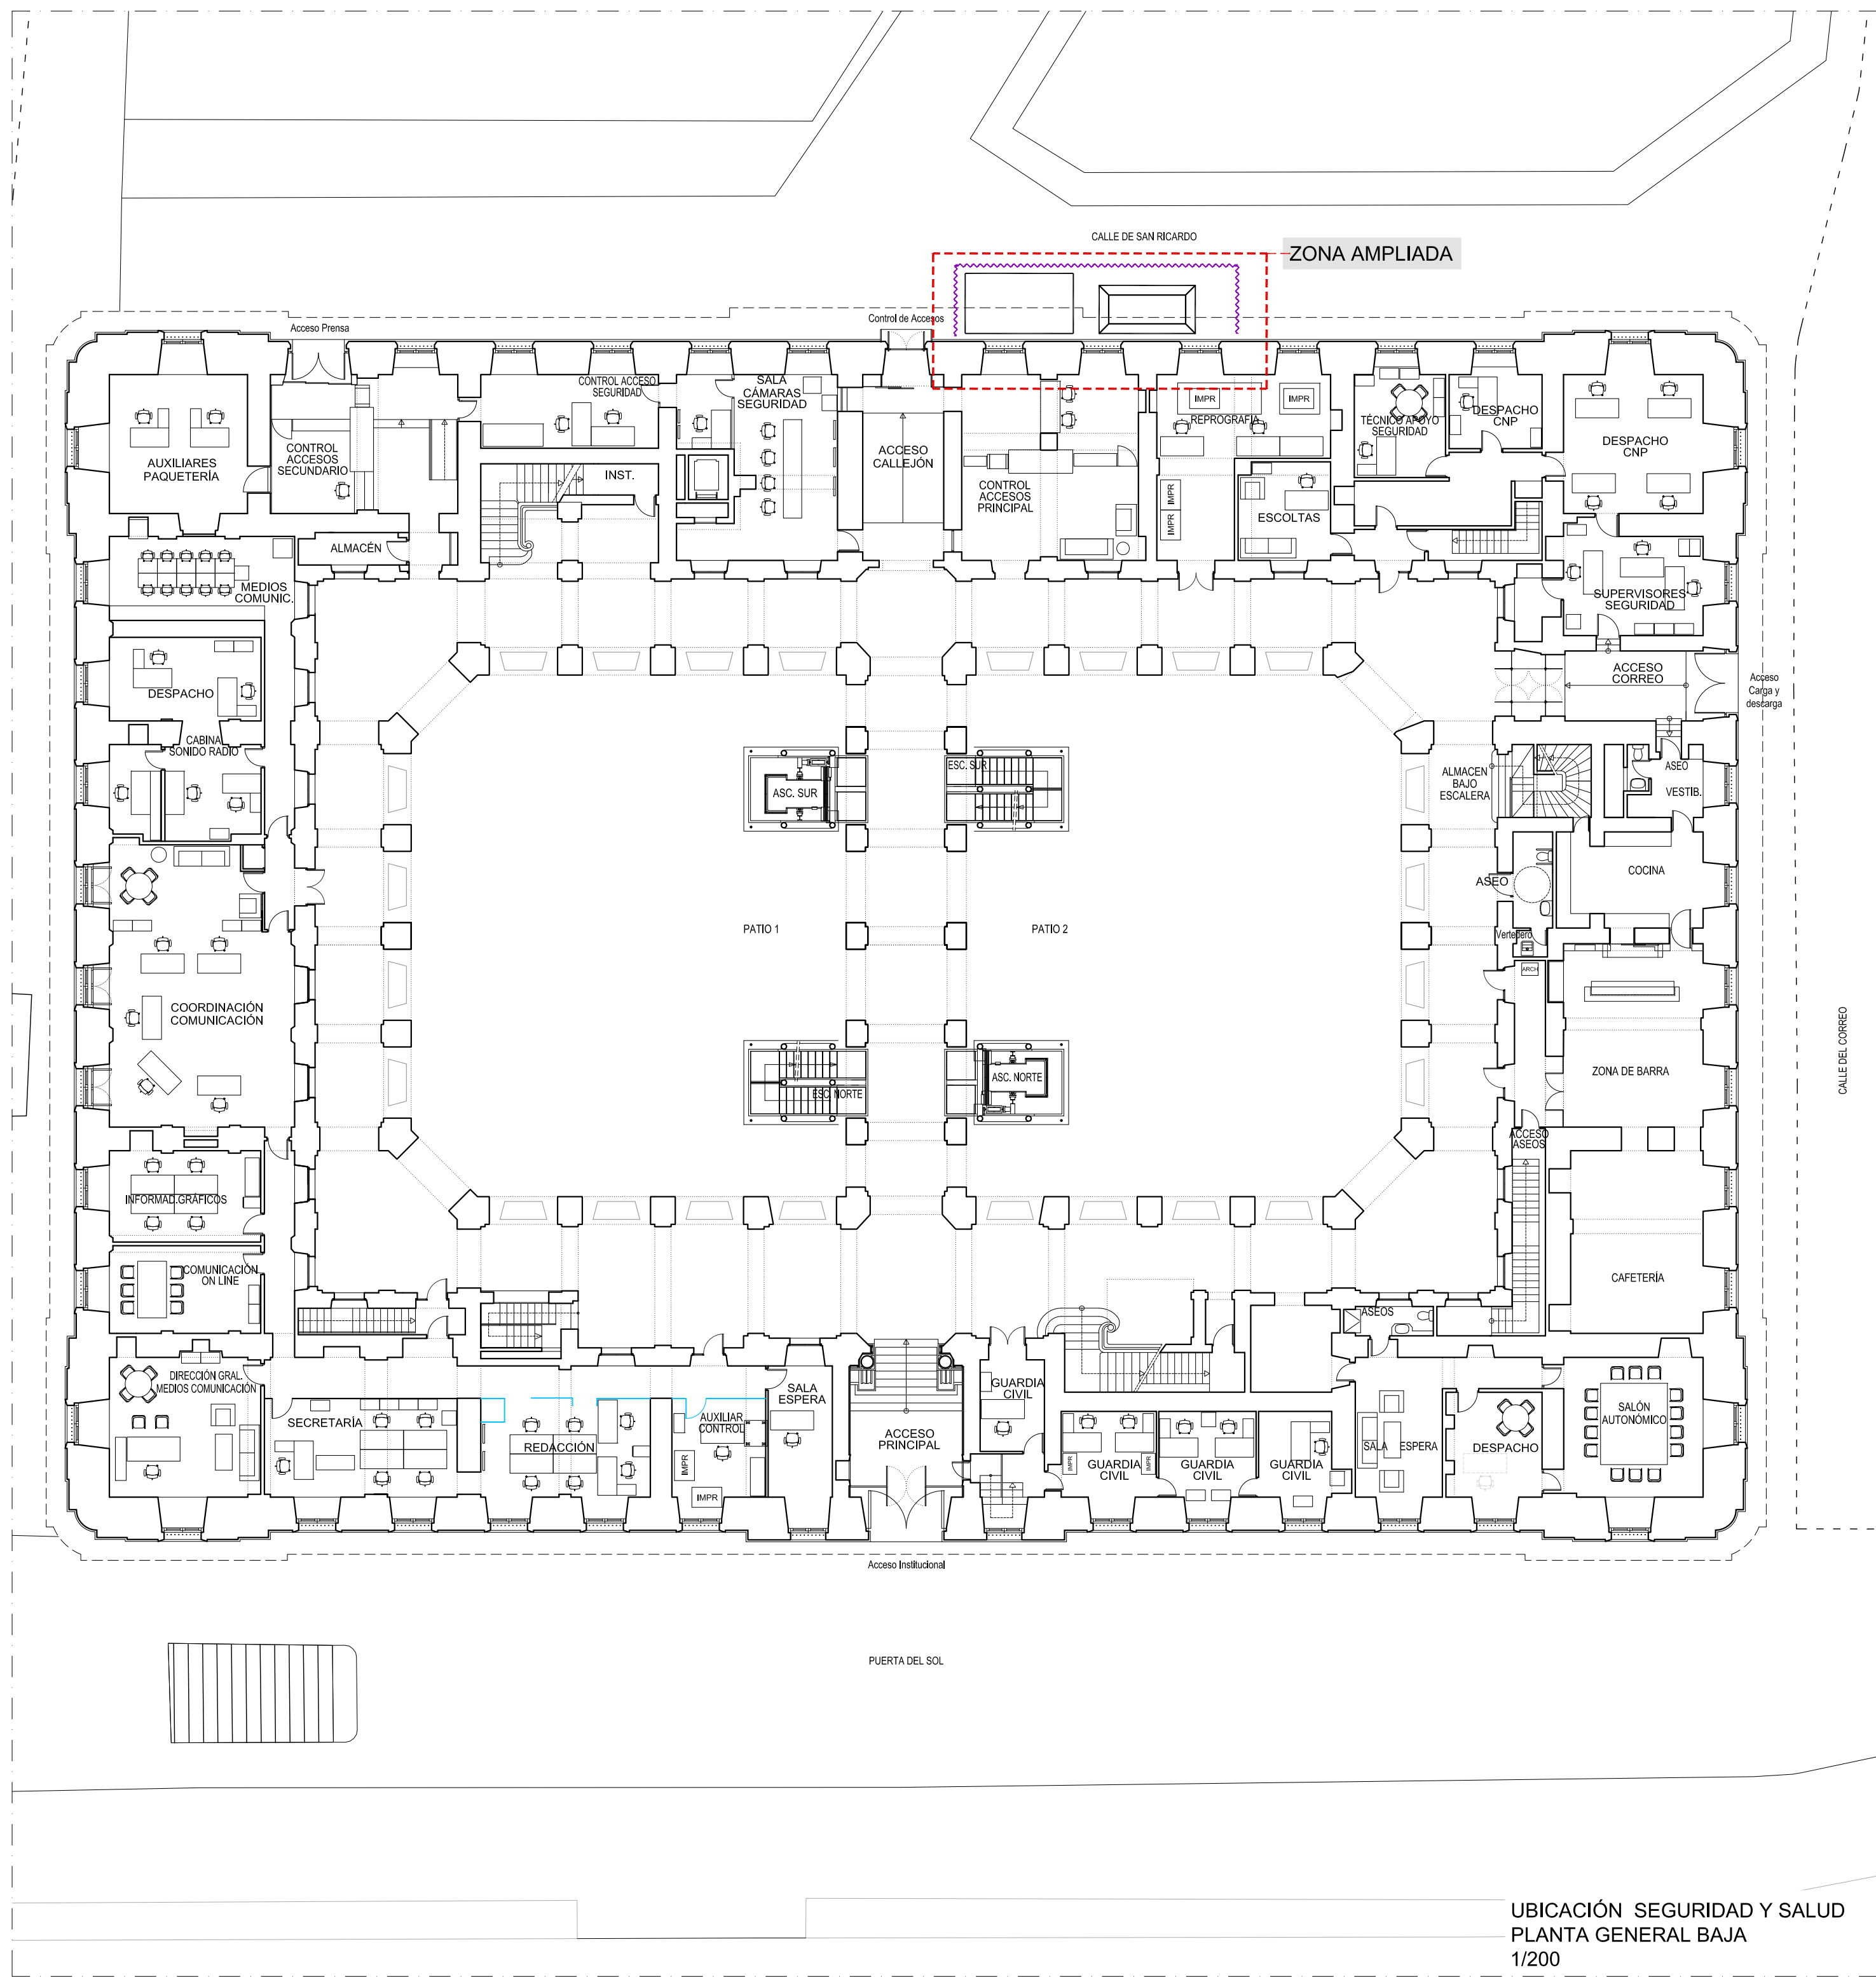 CALLE DE SAN RICARDO
ZONA AMPLIADA
Acceso Prensa
Control de Accesos
AUXILIARES
PAQUETERÍA
CONTROL
ACCESOS
SECUNDARIO
CONTROL ACCESO
SEGURIDAD
SALA
CÁMARAS
SEGURIDAD
INST.
ALMACÉN
ACCESO
CALLEJÓN
CONTROL
ACCESOS
PRINCIPAL
IMPR
IMPR
REPROGRAFIA
IMPR
IMPR
ESCOLTAS
TÉCNICO APOYO
SEGURIDAD
DESPACHO
CNP
DESPACHO
CNP
MEDIOS
COMUNIC.
SUPERVISORES
SEGURIDAD
DESPACHO
ACCESO
CORREO
Acceso
Carga y
descarga
CABINA
SONIDO RADIO
ASC. SUR
ESC. SUR
ALMACEN
BAJO
ESCALERA
ASEO
VESTIB.
COCINA
ASEO
PATIO 1
PATIO 2
Vertedero
ARCH
COORDINACIÓN
COMUNICACIÓN
CALLE DEL CORREO
ZONA DE BARRA
ESC. NORTE
ASC. NORTE
ACCESO
ASEOS
INFORMAD.GRÁFICOS
COMUNICACIÓN
ON LINE
CAFETERÍA
ASEOS
DIRECCIÓN GRAL.
MEDIOS COMUNICACIÓN
SECRETARÍA
REDACCIÓN
AUXILIAR
CONTROL
IMPR
IMPR
SALA
ESPERA
ACCESO
PRINCIPAL
GUARDIA
CIVIL
IMPR
GUARDIA
CIVIL
IMPR
GUARDIA
CIVIL
GUARDIA
CIVIL
SALA ESPERA
DESPACHO
SALÓN
AUTONÓMICO
Acceso Institucional
PUERTA DEL SOL
UBICACIÓN SEGURIDAD Y SALUD
PLANTA GENERAL BAJA
1/200